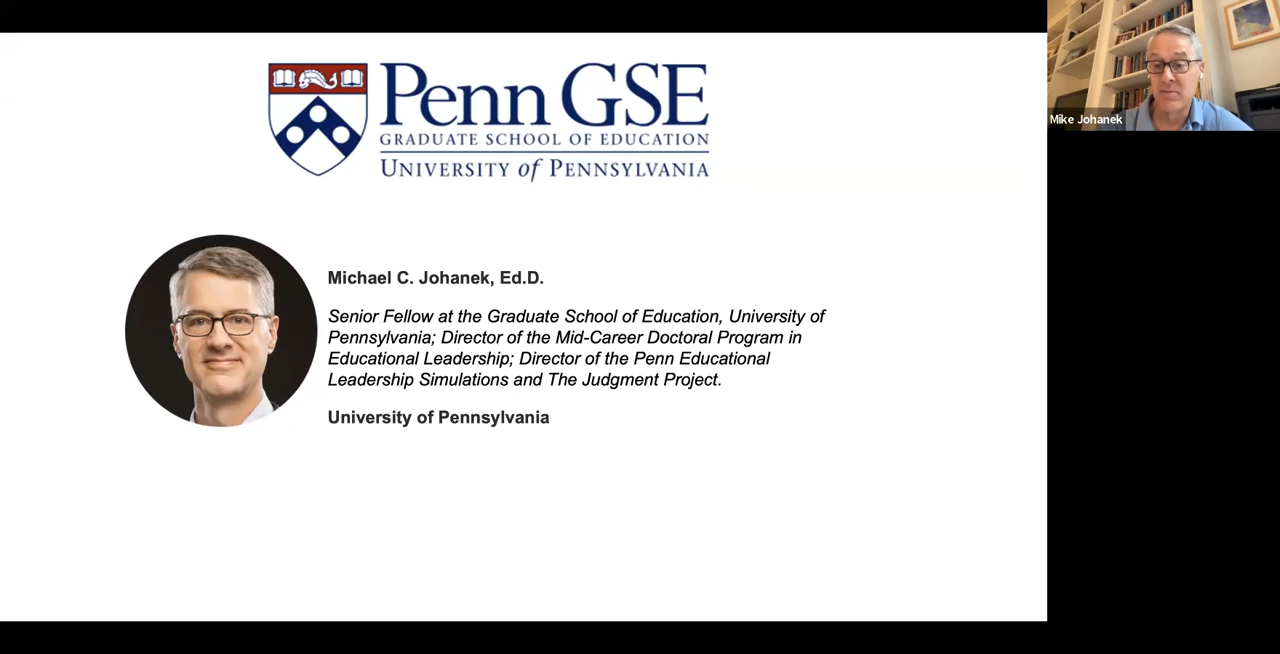 Penn GSE
GRADUATE SCHOOL OF EDUCATION
UNIVERSITY of PENNSYLVANIA
Mike Johanek
Michael C. Johanek, Ed.D.
Senior Fellow at the Graduate School of Education, University of
Pennsylvania; Director of the Mid-Career Doctoral Program in
Educational Leadership; Director of the Penn Educational
Leadership Simulations and The Judgment Project.
University of Pennsylvania